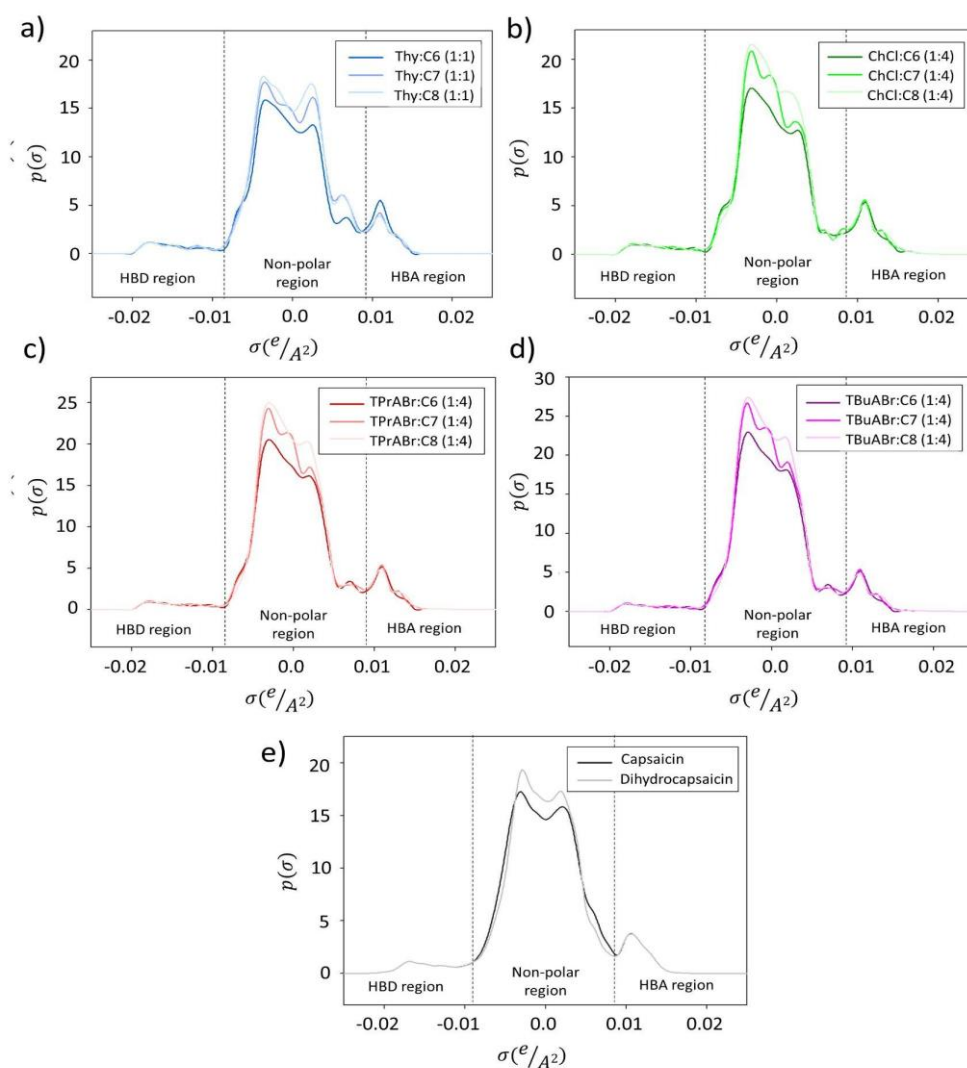 a)
Thy:C6 (1:1)
Thy:C7 (1:1)
Thy:C8 (1:1)
20
15
10
5
0
p(σ)
HBD region
Non-polar
region
HBA region
-0.02
-0.01
0.0
0.01
0.02
σ(e/A²)
b)
ChCl:C6 (1:4)
ChCl:C7 (1:4)
ChCl:C8 (1:4)
20
15
10
5
0
p(σ)
HBD region
Non-polar
region
HBA region
-0.02
-0.01
0.0
0.01
0.02
σ(e/A²)
c)
TPrABr:C6 (1:4)
TPrABr:C7 (1:4)
TPrABr:C8 (1:4)
25
20
15
10
5
0
p(σ)
HBD region
Non-polar
region
HBA region
-0.02
-0.01
0.0
0.01
0.02
σ(e/A²)
d)
TBuABr:C6 (1:4)
TBuABr:C7 (1:4)
TBuABr:C8 (1:4)
30
25
20
15
10
5
0
p(σ)
HBD region
Non-polar
region
HBA region
-0.02
-0.01
0.0
0.01
0.02
σ(e/A²)
e)
Capsaicin
Dihydrocapsaicin
20
15
10
5
0
p(σ)
HBD region
Non-polar
region
HBA region
-0.02
-0.01
0.0
0.01
0.02
σ(e/A²)